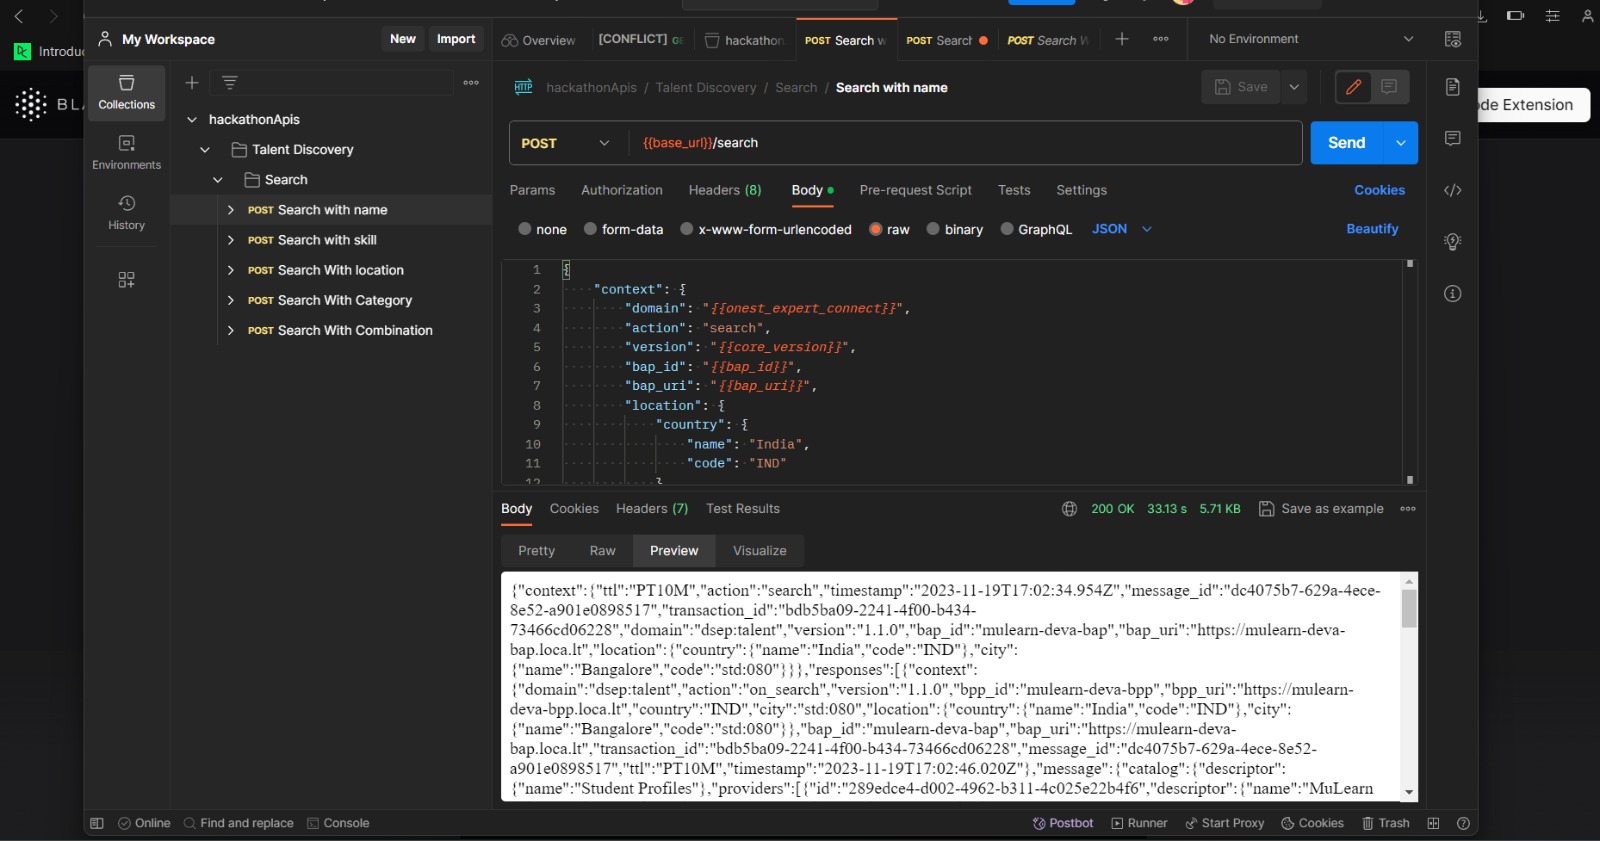 Introduc
My Workspace
New
Import
Overview
[CONFLICT]
hackathon
POST Search w
POST Search
POST Search W
No Environment
BLA
de Extension
Collections
Environments
History
hackathonApis
Talent Discovery
Search
POST Search with name
POST Search with skill
POST Search With location
POST Search With Category
POST Search With Combination
HTTP hackathonApis / Talent Discovery / Search / Search with name
Save
POST {{base_url}}/search
Send
Params Authorization Headers (8) Body Pre-request Script Tests Settings Cookies
none form-data x-www-form-urlencoded raw binary GraphQL JSON Beautify
1 {
2 "context": {
3 "domain": "{{onest_expert_connect}}",
4 "action": "search",
5 "version": "{{core_version}}",
6 "bap_id": "{{bap_id}}",
7 "bap_uri": "{{bap_uri}}",
8 "location": {
9 "country": {
10 "name": "India",
11 "code": "IND"
12 }
Body Cookies Headers (7) Test Results 200 OK 33.13 s 5.71 KB Save as example
Pretty Raw Preview Visualize
{"context":{"ttl":"PT10M","action":"search","timestamp":"2023-11-19T17:02:34.954Z","message_id":"dc4075b7-629a-4ece-
8e52-a901e0898517","transaction_id":"bdb5ba09-2241-4f00-b434-
73466cd06228","domain":"dsep:talent","version":"1.1.0","bap_id":"mulearn-deva-bap","bap_uri":"https://mulearn-deva-
bap.loca.lt","location":{"country":{"name":"India","code":"IND"},"city":
{"name":"Bangalore","code":"std:080"}}},"responses":[{"context":
{"domain":"dsep:talent","action":"on_search","version":"1.1.0","bpp_id":"mulearn-deva-bpp","bpp_uri":"https://mulearn-
deva-bpp.loca.lt","country":"IND","city":"std:080","location":{"country":{"name":"India","code":"IND"},"city":
{"name":"Bangalore","code":"std:080"}},"bap_id":"mulearn-deva-bap","bap_uri":"https://mulearn-deva-
bap.loca.lt","transaction_id":"bdb5ba09-2241-4f00-b434-73466cd06228","message_id":"dc4075b7-629a-4ece-8e52-
a901e0898517","ttl":"PT10M","timestamp":"2023-11-19T17:02:46.020Z"},"message":{"catalog":{"descriptor":
{"name":"Student Profiles"},"providers":[{"id":"289edce4-d002-4962-b311-4c025e22b4f6","descriptor":{"name":"MuLearn
Online Find and replace Console Postbot Runner Start Proxy Cookies Trash